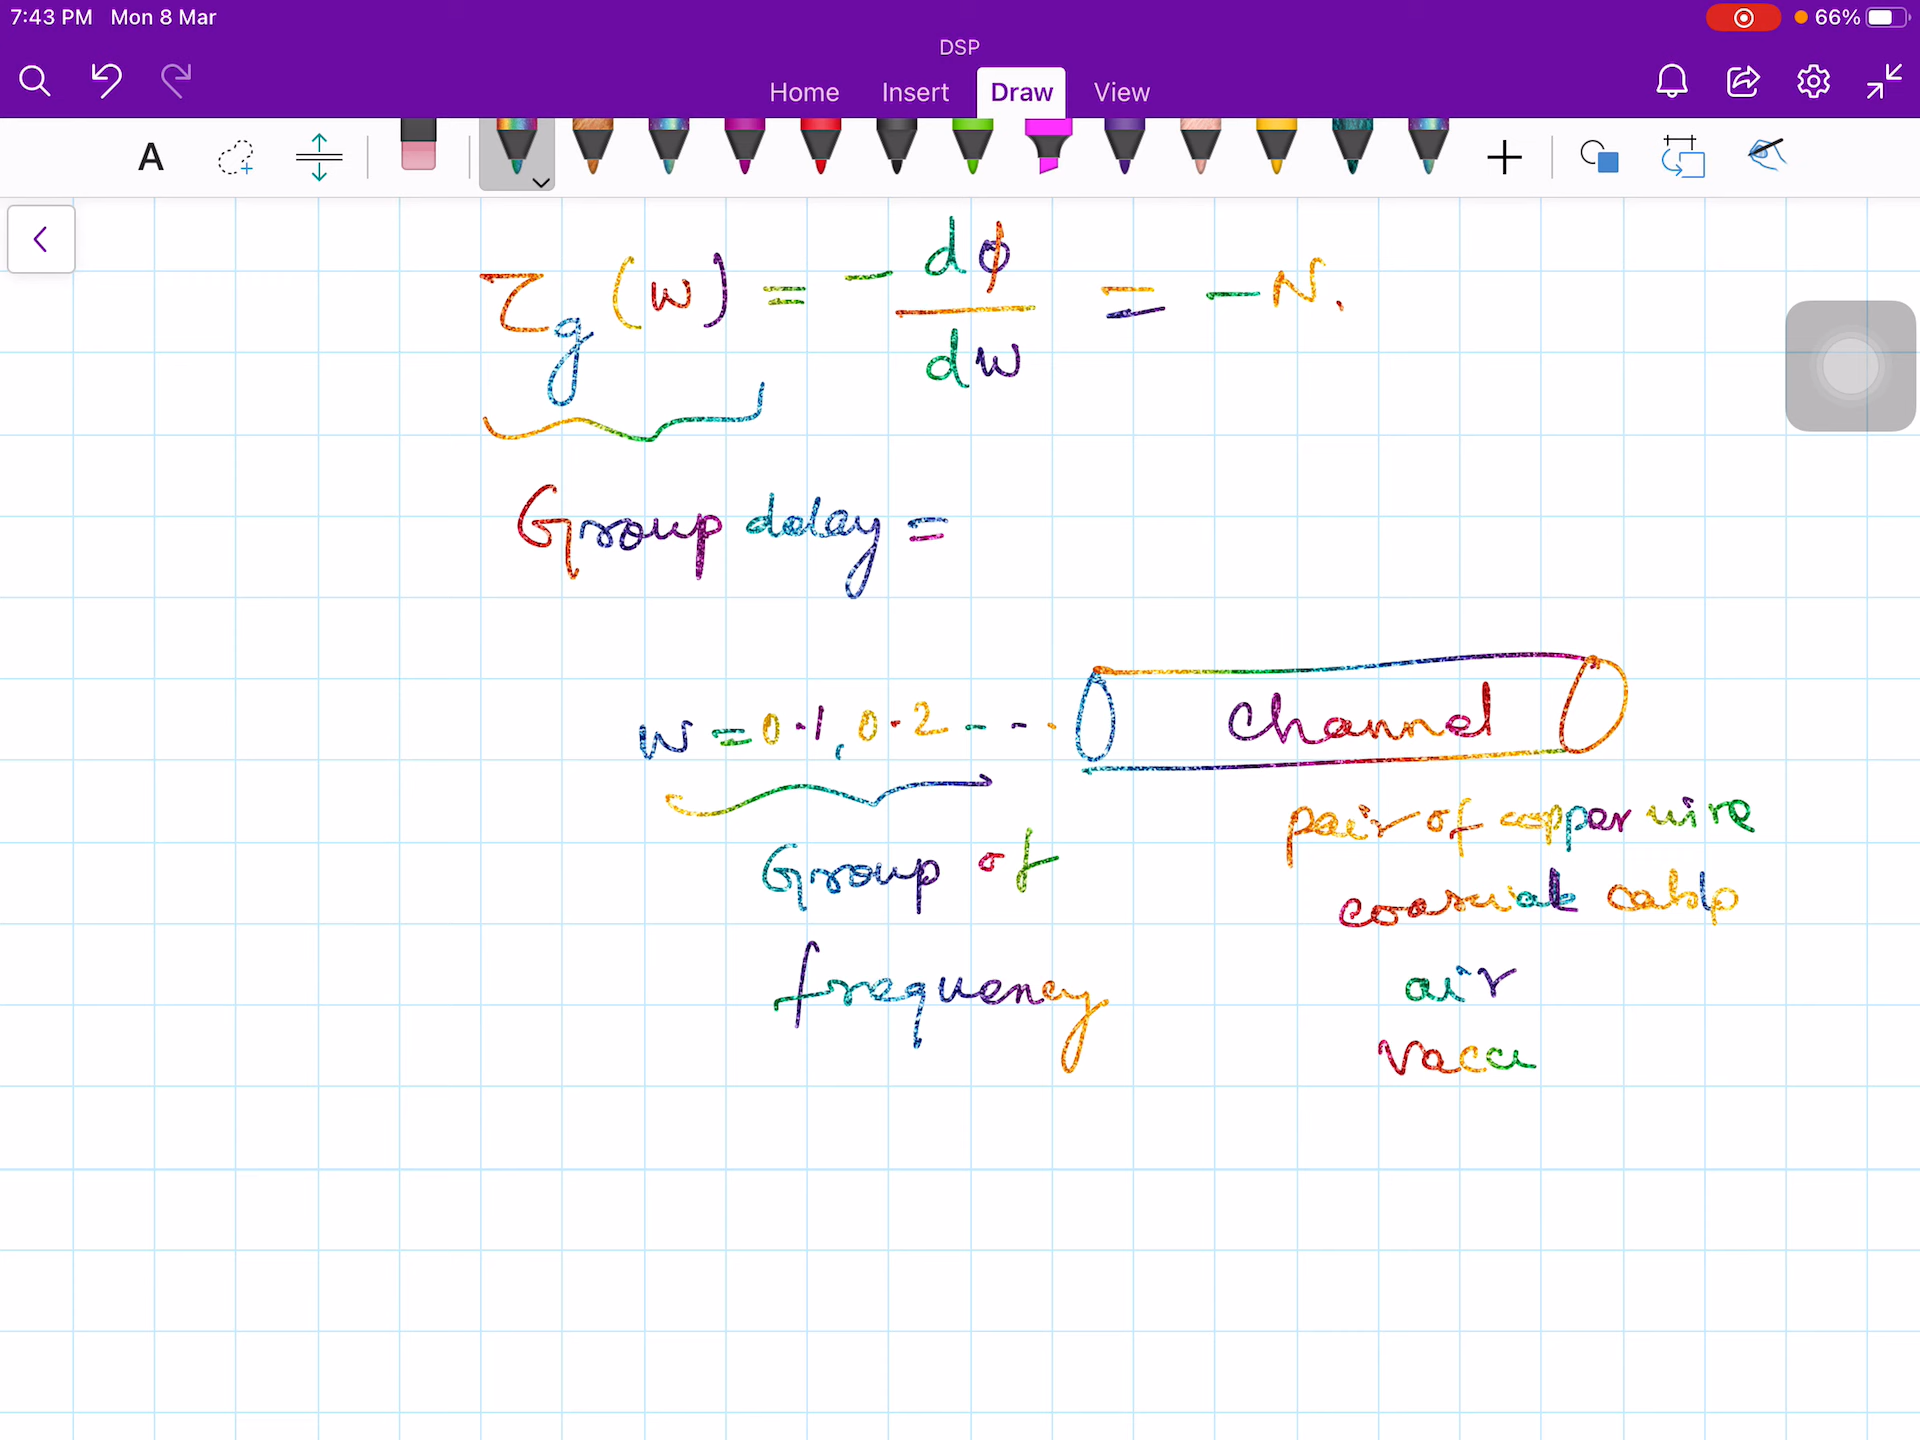 7:43 PM Mon 8 Mar 66%
DSP
Home Insert Draw View
A
τg (w) = - dϕ/dw = - N.
Group delay =
w = 0.1, 0.2 - - - Channel
Group of
frequency
pair of copper wire
coaxial cable
air
vaccu